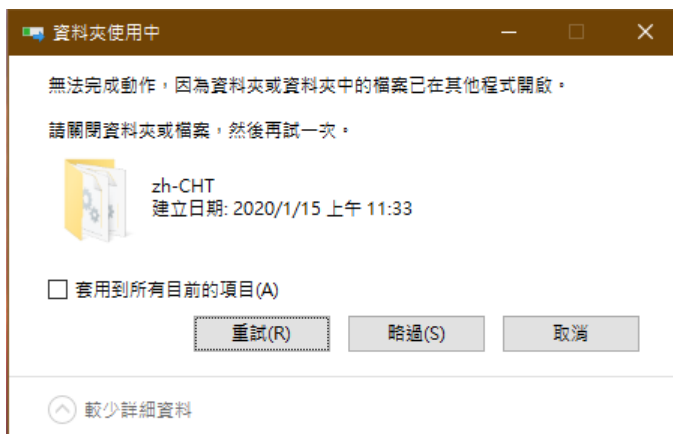 資料夾使用中
無法完成動作，因為資料夾或資料夾中的檔案已在其他程式開啟。
請關閉資料夾或檔案，然後再試一次。
zh-CHT
建立日期: 2020/1/15 上午 11:33
套用到所有目前的項目(A)
重試(R)
略過(S)
取消
較少詳細資料